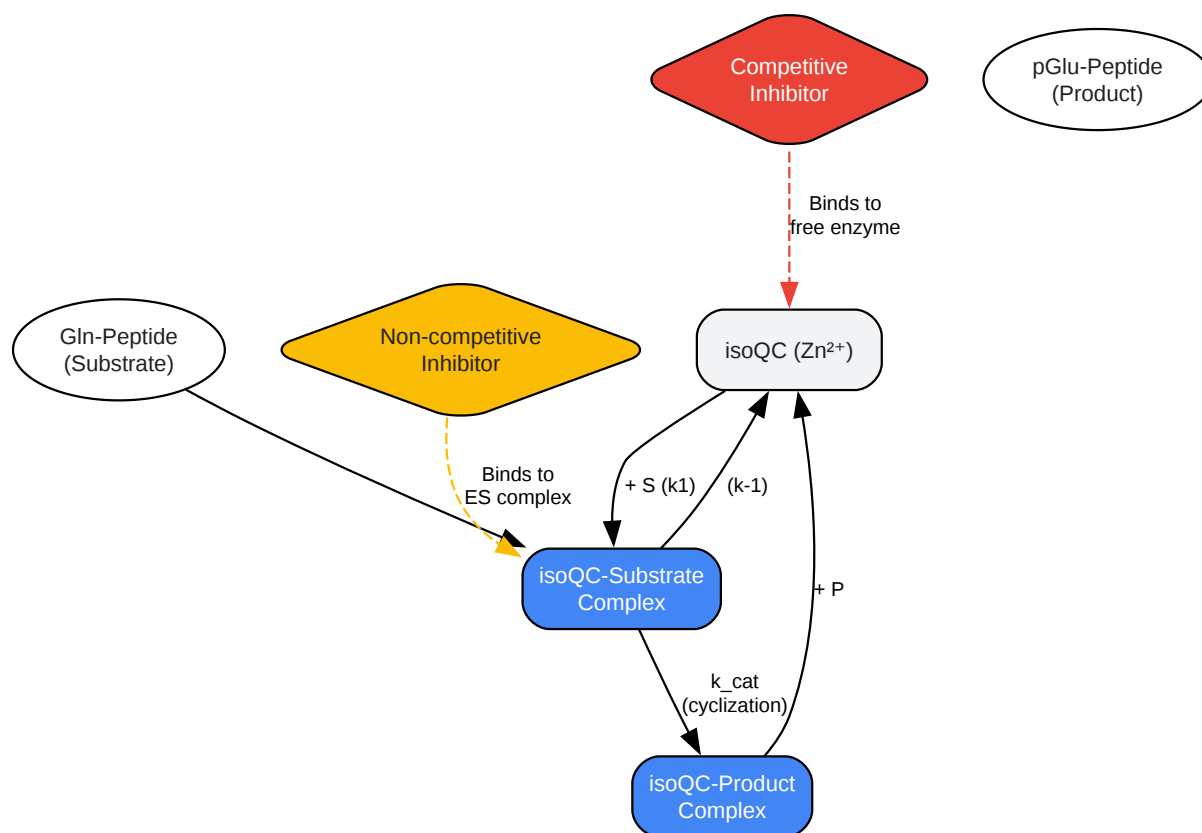 Competitive
Inhibitor
pGlu-Peptide
(Product)
Binds to
free enzyme
Gln-Peptide
(Substrate)
Non-competitive
Inhibitor
isoQC (Zn²⁺)
Binds to
ES complex
+ S (k1)
(k-1)
isoQC-Substrate
Complex
+ P
k_cat
(cyclization)
isoQC-Product
Complex